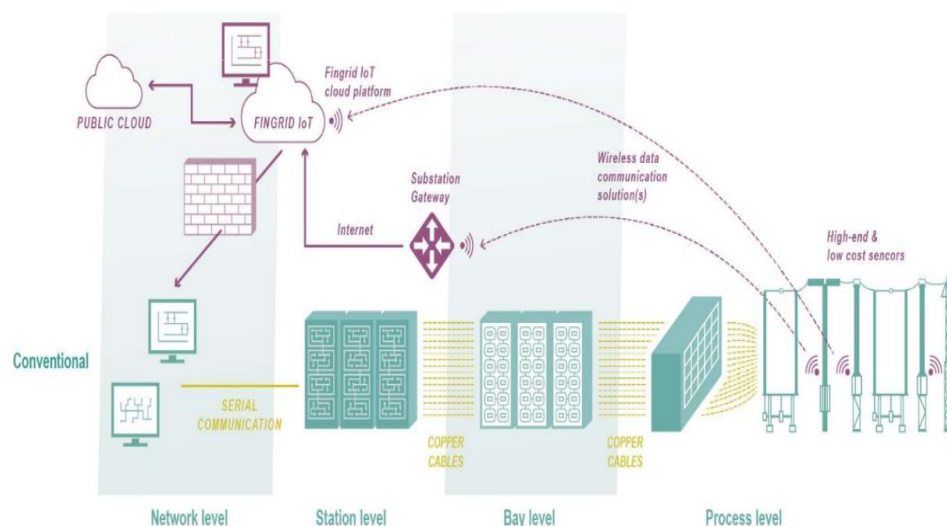 Fingrid IoT
cloud platform
PUBLIC CLOUD
FINGRID IoT
Wireless data
communication
solution(s)
Substation
Gateway
Internet
High-end &
low cost sencors
Conventional
SERIAL
COMMUNICATION
COPPER
CABLES
COPPER
CABLES
Network level
Station level
Bay level
Process level